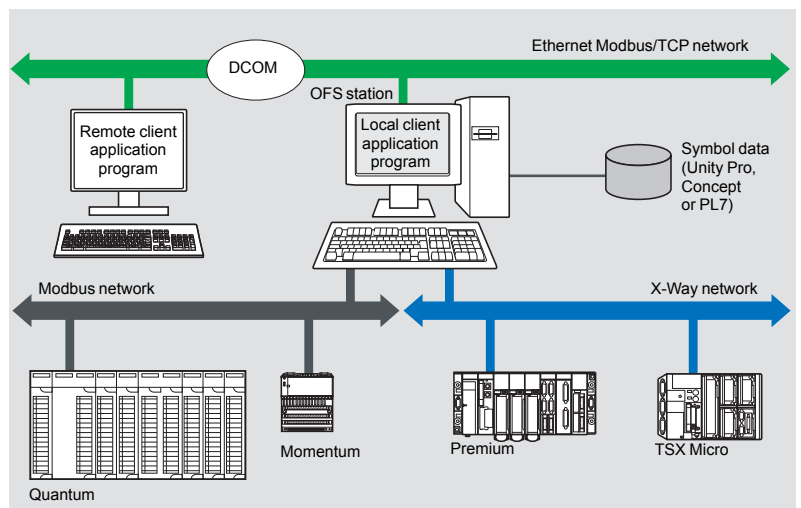 Ethernet Modbus/TCP network
DCOM
OFS station
Remote client
application
program
Local client
application
program
Symbol data
(Unity Pro,
Concept
or PL7)
Modbus network
X-Way network
Quantum
Momentum
Premium
TSX Micro